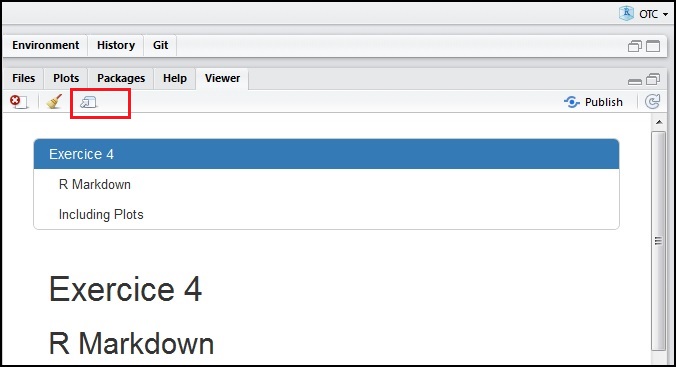 OTC
Environment History Git
Files Plots Packages Help Viewer
Publish
Exercice 4
R Markdown
Including Plots
Exercice 4
R Markdown